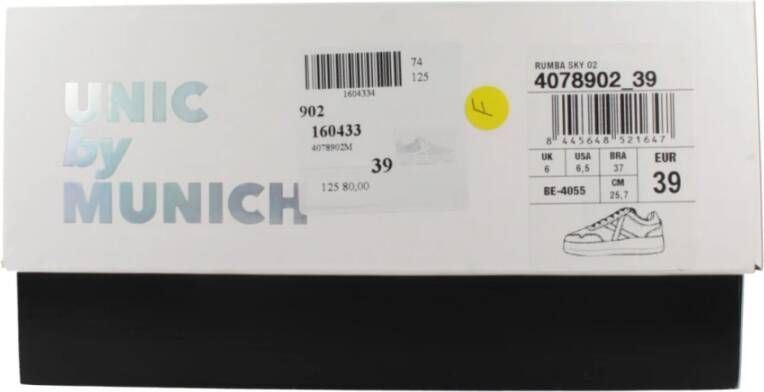 UNIC
by
MUNICH
74
125
1604334
902
160433
4078902M
39
125 80,00
F
RUMBA SKY 02
4078902_39
8 445648 521647
UK USA BRA EUR
6 6,5 37 39
BE-4055 CM
25,7